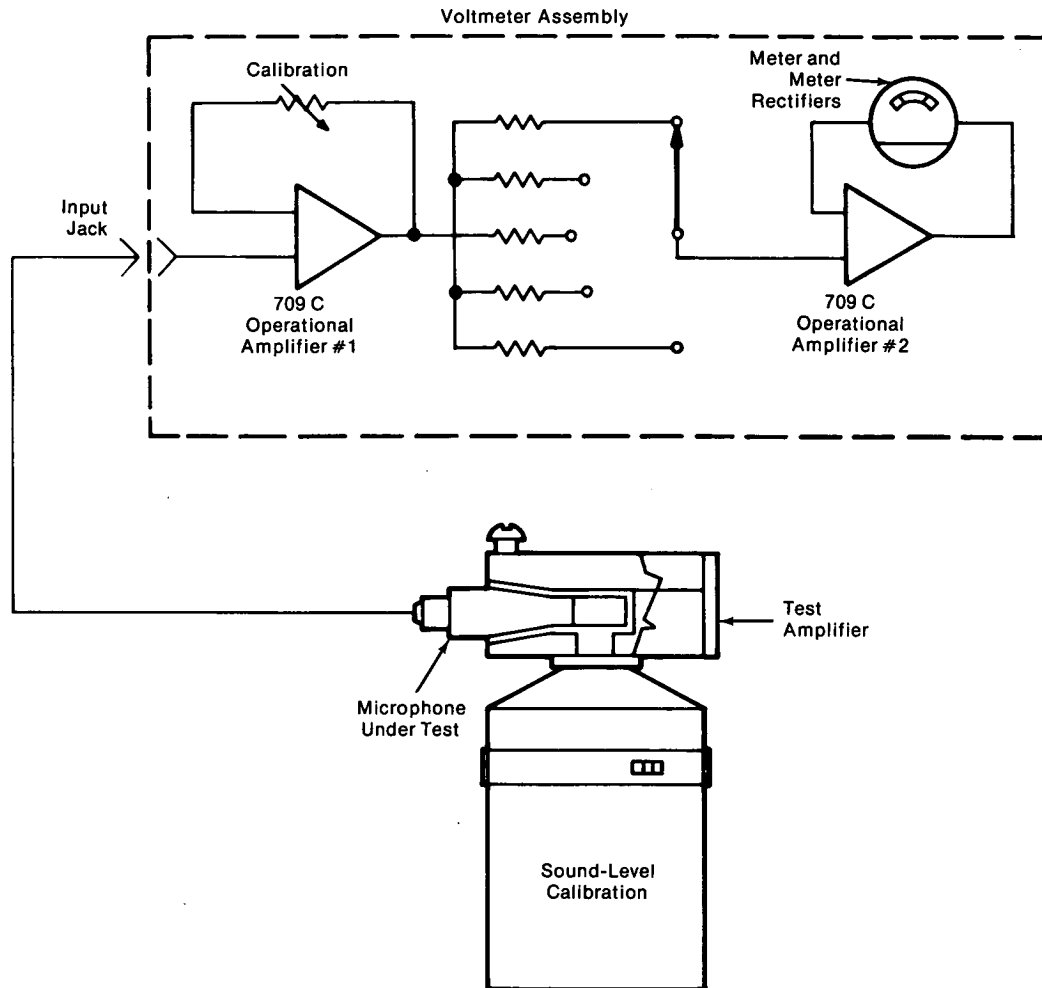 Voltmeter Assembly
Calibration
Meter and
Meter
Rectifiers
Input
Jack
709 C
Operational
Amplifier #1
709 C
Operational
Amplifier #2
Test
Amplifier
Microphone
Under Test
Sound-Level
Calibration